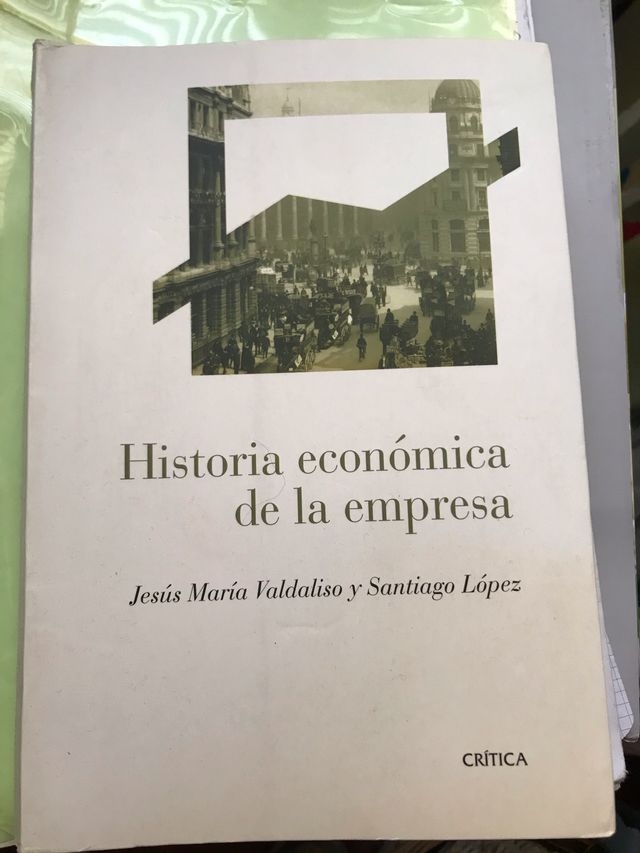 Historia económica
de la empresa
Jesús María Valdaliso y Santiago López
CRÍTICA